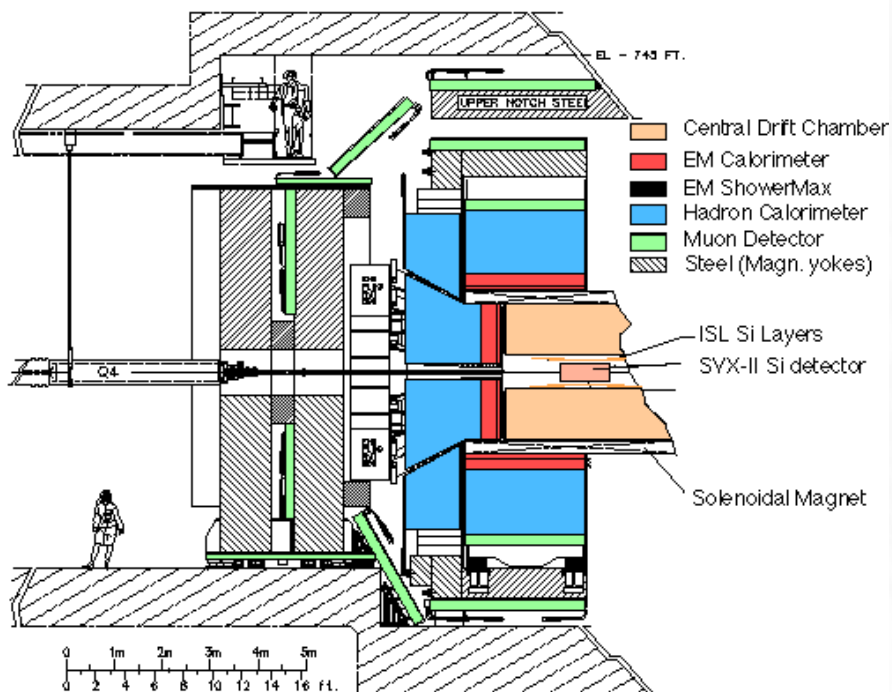 EL - 743 FT.
UPPER NOTCH STEEL
Central Drift Chamber
EM Calorimeter
EM ShowerMax
Hadron Calorimeter
Muon Detector
Steel (Magn. yokes)
ISL Si Layers
SVX-II Si detector
Q4
Solenoidal Magnet
0 1m 2m 3m 4m 5m
0 2 4 6 8 10 12 14 16 ft.